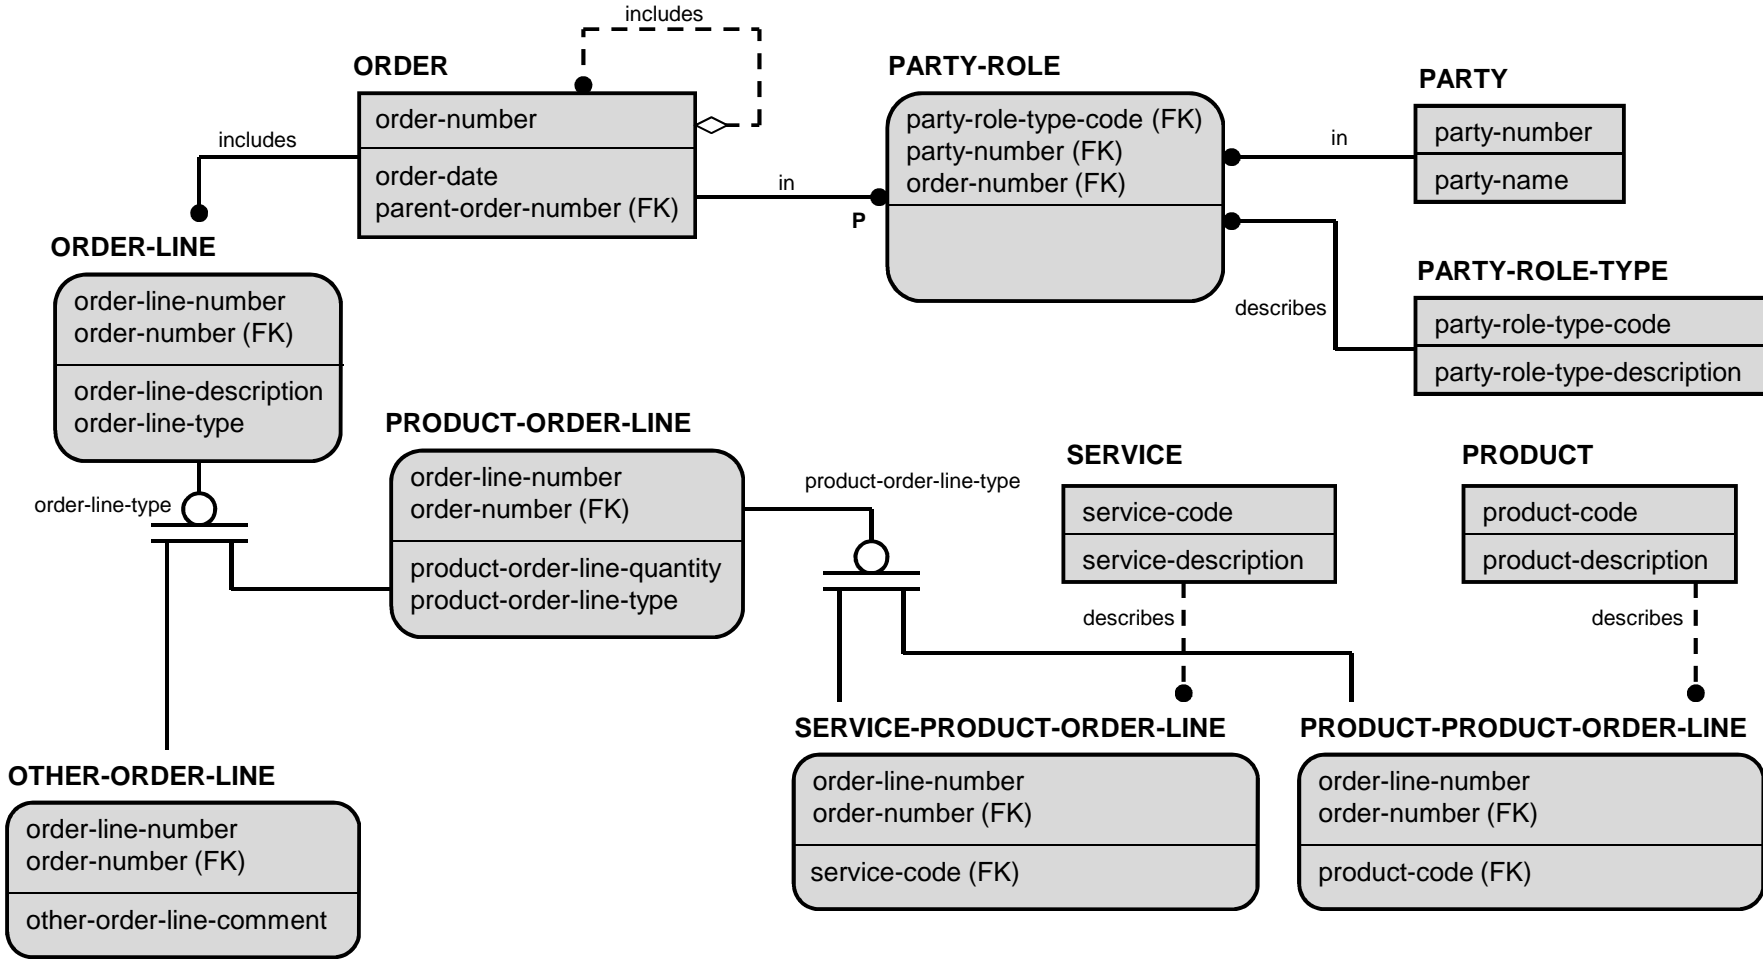 includes
ORDER
order-number
order-date
parent-order-number (FK)
includes
in
P
PARTY-ROLE
party-role-type-code (FK)
party-number (FK)
order-number (FK)
in
PARTY
party-number
party-name
describes
PARTY-ROLE-TYPE
party-role-type-code
party-role-type-description
ORDER-LINE
order-line-number
order-number (FK)
order-line-description
order-line-type
order-line-type
PRODUCT-ORDER-LINE
order-line-number
order-number (FK)
product-order-line-quantity
product-order-line-type
product-order-line-type
SERVICE
service-code
service-description
describes
PRODUCT
product-code
product-description
describes
OTHER-ORDER-LINE
order-line-number
order-number (FK)
other-order-line-comment
SERVICE-PRODUCT-ORDER-LINE
order-line-number
order-number (FK)
service-code (FK)
PRODUCT-PRODUCT-ORDER-LINE
order-line-number
order-number (FK)
product-code (FK)